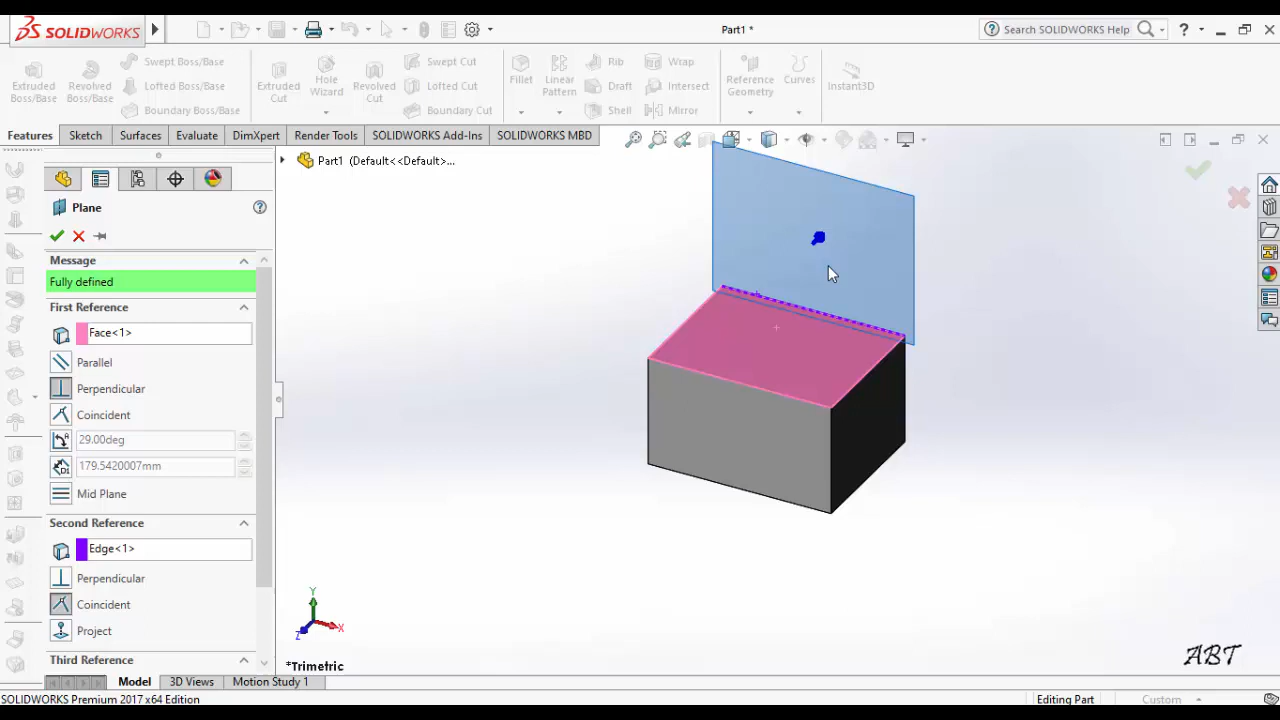 SOLIDWORKS
Part1 *
Search SOLIDWORKS Help
?
Extruded Boss/Base
Revolved Boss/Base
Swept Boss/Base
Lofted Boss/Base
Boundary Boss/Base
Extruded Cut
Hole Wizard
Revolved Cut
Swept Cut
Lofted Cut
Boundary Cut
Fillet
Linear Pattern
Rib
Draft
Shell
Wrap
Intersect
Mirror
Reference Geometry
Curves
Instant3D
Features
Sketch
Surfaces
Evaluate
DimXpert
Render Tools
SOLIDWORKS Add-Ins
SOLIDWORKS MBD
Part1 (Default<<Default>...
Plane
?
Message
Fully defined
First Reference
Face<1>
Parallel
Perpendicular
Coincident
29.00deg
179.5420007mm
Mid Plane
Second Reference
Edge<1>
Perpendicular
Coincident
Project
Third Reference
Y
X
Z
*Trimetric
ABT
Model
3D Views
Motion Study 1
SOLIDWORKS Premium 2017 x64 Edition
Editing Part
Custom